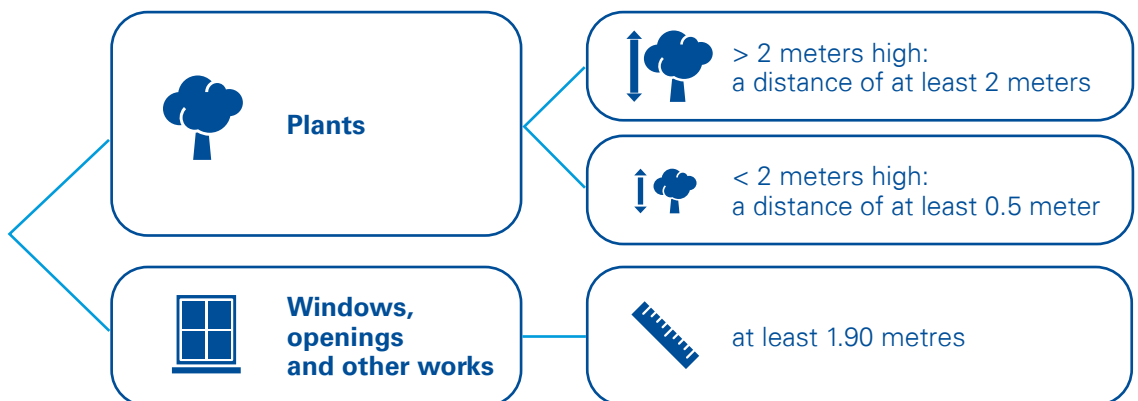 Plants
> 2 meters high:
a distance of at least 2 meters
< 2 meters high:
a distance of at least 0.5 meter
Windows,
openings
and other works
at least 1.90 metres